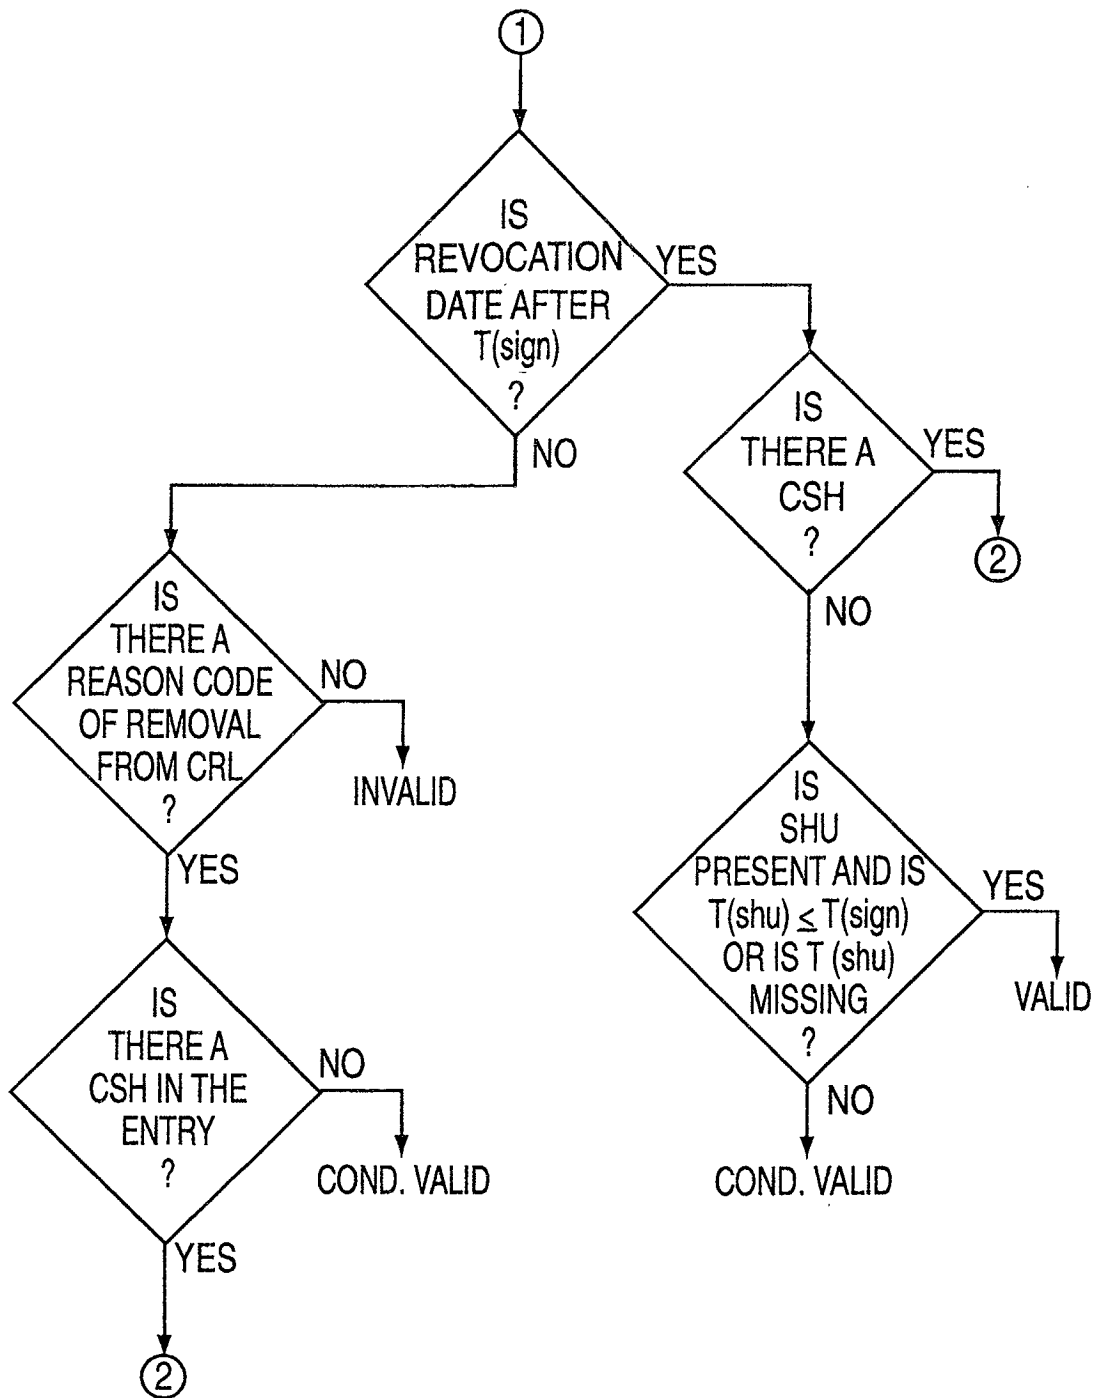 1
IS
REVOCATION
DATE AFTER
T(sign)
?
YES
NO
IS
THERE A
CSH
?
YES
2
NO
IS
THERE A
REASON CODE
OF REMOVAL
FROM CRL
?
NO
INVALID
YES
IS
SHU
PRESENT AND IS
T(shu) ≤ T(sign)
OR IS T (shu)
MISSING
?
YES
VALID
NO
COND. VALID
IS
THERE A
CSH IN THE
ENTRY
?
NO
COND. VALID
YES
2